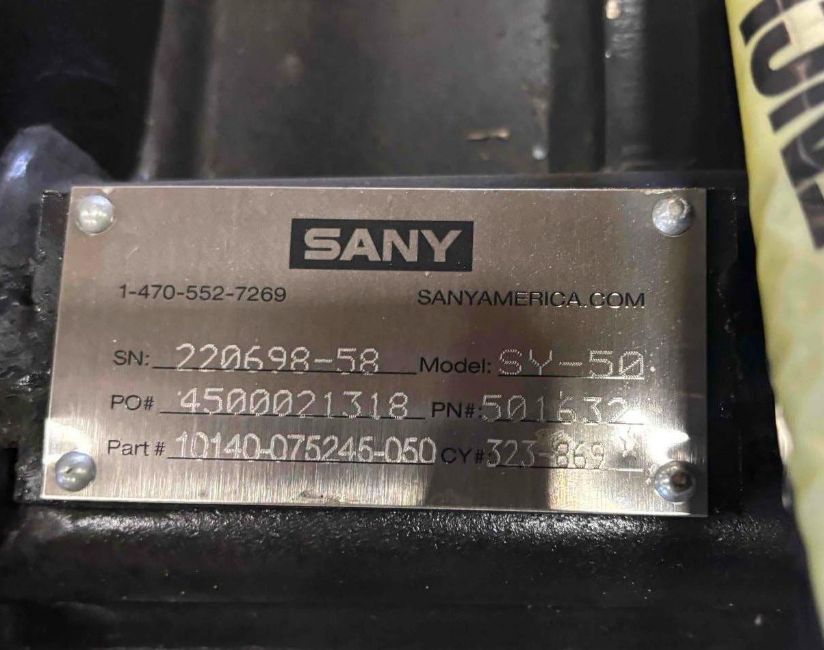 SANY
1-470-552-7269 SANYAMERICA.COM
SN: 220698-58 Model: SY-50
PO# 4500021318 PN#: 501632
Part # 10140-075245-050 CY# 323-869